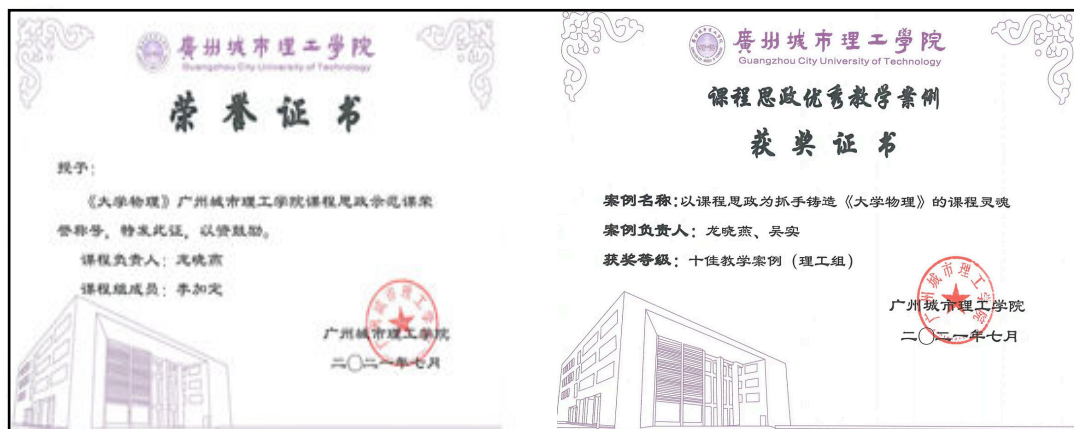 廣州城市理工學院
Guangzhou City University of Technology
荣誉证书
授予：
《大学物理》广州城市理工学院课程思政示范课荣
誉称号，特发此证，以资鼓励。
课程负责人：龙晓燕
课程组成员：李加定
广州城市理工学院
二〇二一年七月
廣州城市理工學院
Guangzhou City University of Technology
课程思政优秀教学案例
获奖证书
案例名称：以课程思政为抓手铸造《大学物理》的课程灵魂
案例负责人：龙晓燕、吴实
获奖等级：十佳教学案例（理工组）
广州城市理工学院
广州城市理工学院
二〇二一年七月